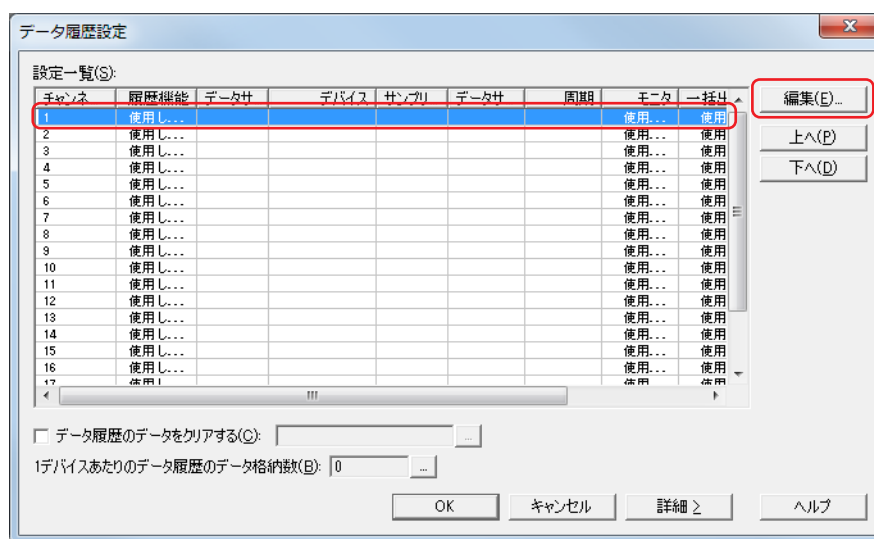 データ履歴設定
設定一覧(S):
チャンネ 履歴機能 データサ デバイス サンプリ データサ 周期 モニタ 一括出
1 使用し... 使用... 使用
2 使用し... 使用... 使用
3 使用し... 使用... 使用
4 使用し... 使用... 使用
5 使用し... 使用... 使用
6 使用し... 使用... 使用
7 使用し... 使用... 使用
8 使用し... 使用... 使用
9 使用し... 使用... 使用
10 使用し... 使用... 使用
11 使用し... 使用... 使用
12 使用し... 使用... 使用
13 使用し... 使用... 使用
14 使用し... 使用... 使用
15 使用し... 使用... 使用
16 使用し... 使用... 使用
17 使用し 使用 使用
編集(E)...
上へ(P)
下へ(D)
データ履歴のデータをクリアする(C): ...
1デバイスあたりのデータ履歴のデータ格納数(B): 0 ...
OK キャンセル 詳細 > ヘルプ